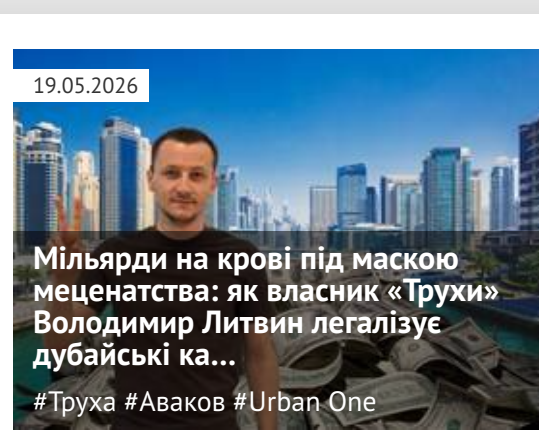 19.05.2026
Мільярди на крові під маскою
меценатства: як власник «Трухи»
Володимир Литвин легалізує
дубайські ка...
#Труха #Аваков #Urban One